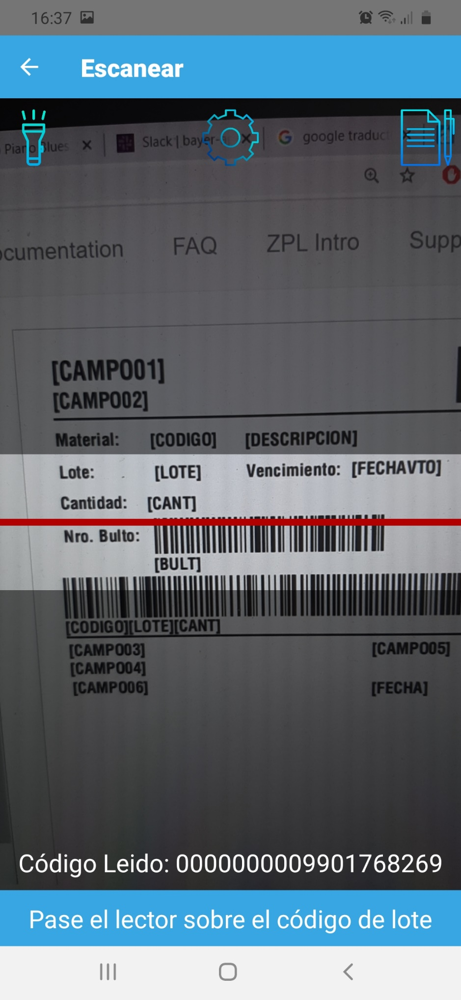 16:37
Escanear
Piano Blues
Slack | bayer-
google traduct
ocumentation FAQ ZPL Intro Supp
[CAMPO01]
[CAMPO02]
Material: [CODIGO] [DESCRIPCION]
Lote: [LOTE] Vencimiento: [FECHAVTO]
Cantidad: [CANT]
Nro. Bulto:
[BULT]
[CODIGO][LOTE][CANT]
[CAMPO03] [CAMPO05]
[CAMPO04]
[CAMPO06] [FECHA]
Código Leido: 0000000009901768269
Pase el lector sobre el código de lote